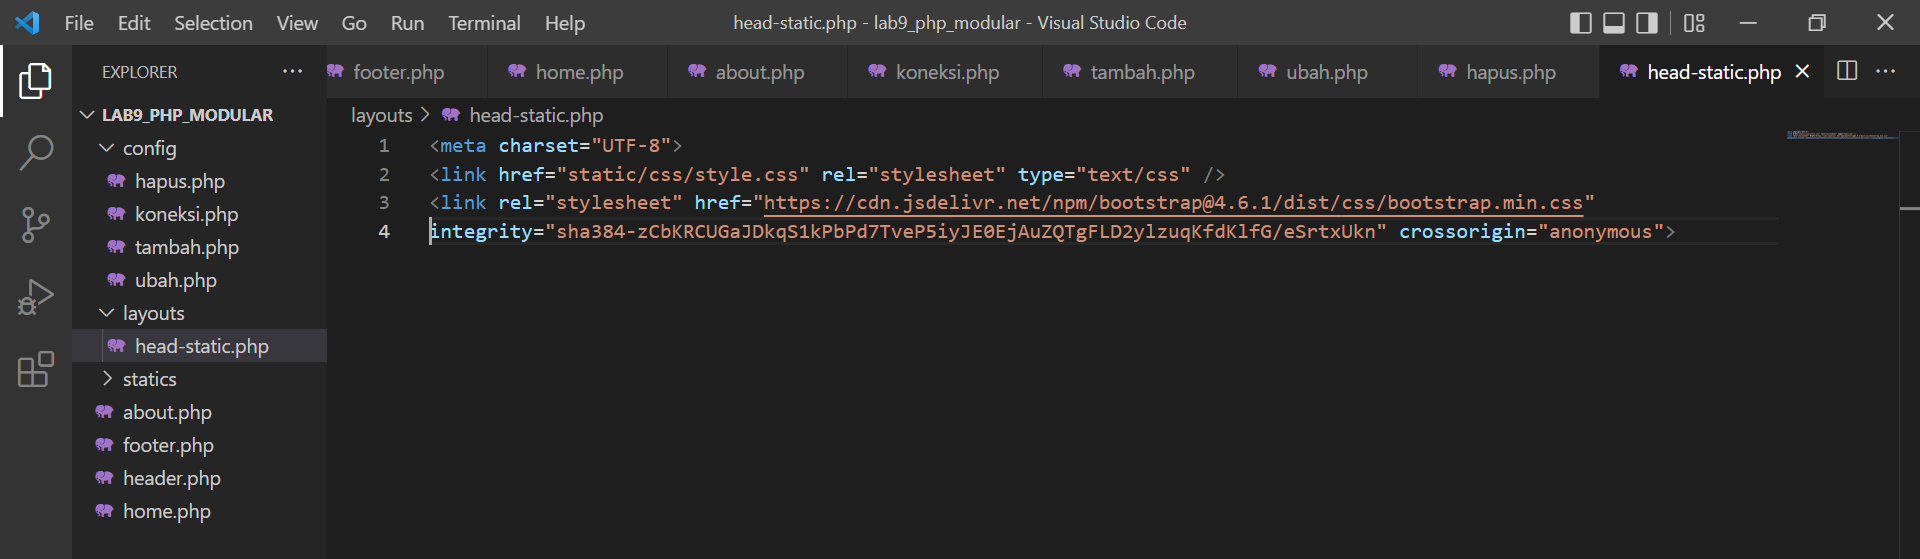 File Edit Selection View Go Run Terminal Help head-static.php - lab9_php_modular - Visual Studio Code
EXPLORER
footer.php home.php about.php koneksi.php tambah.php ubah.php hapus.php head-static.php
LAB9_PHP_MODULAR
config
hapus.php
koneksi.php
tambah.php
ubah.php
layouts
head-static.php
statics
about.php
footer.php
header.php
home.php
layouts > head-static.php
1 <meta charset="UTF-8">
2 <link href="static/css/style.css" rel="stylesheet" type="text/css" />
3 <link rel="stylesheet" href="https://cdn.jsdelivr.net/npm/bootstrap@4.6.1/dist/css/bootstrap.min.css"
4 integrity="sha384-zCbKRCUGaJDkqS1kPbPd7TveP5iyJE0EjAuZQTgFLD2ylzuqKfdKlfG/eSrtxUkn" crossorigin="anonymous">